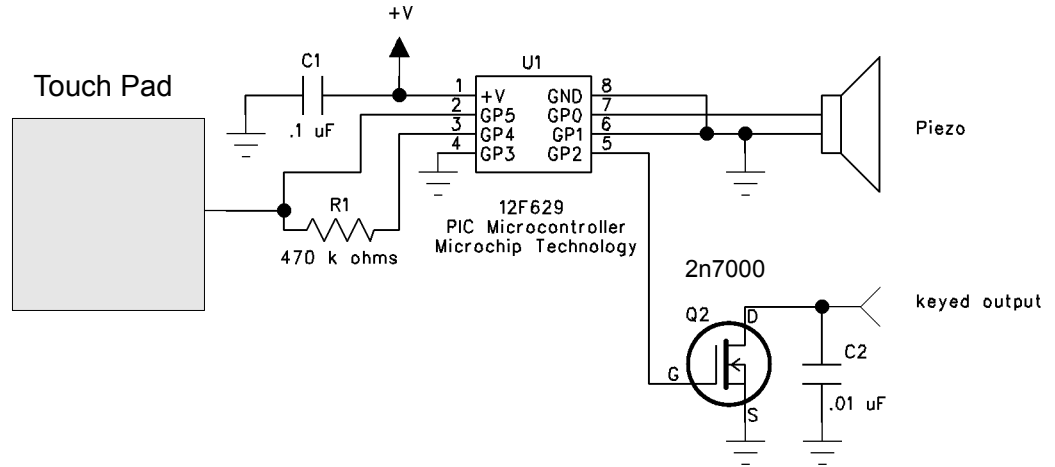 +V
C1
U1
Touch Pad
1
+V
GND
8
2
GP5
GP0
7
.1 uF
3
GP4
GP1
6
Piezo
4
GP3
GP2
5
R1
12F629
PIC Microcontroller
470 k ohms
Microchip Technology
2n7000
keyed output
Q2
D
C2
G
.01 uF
S